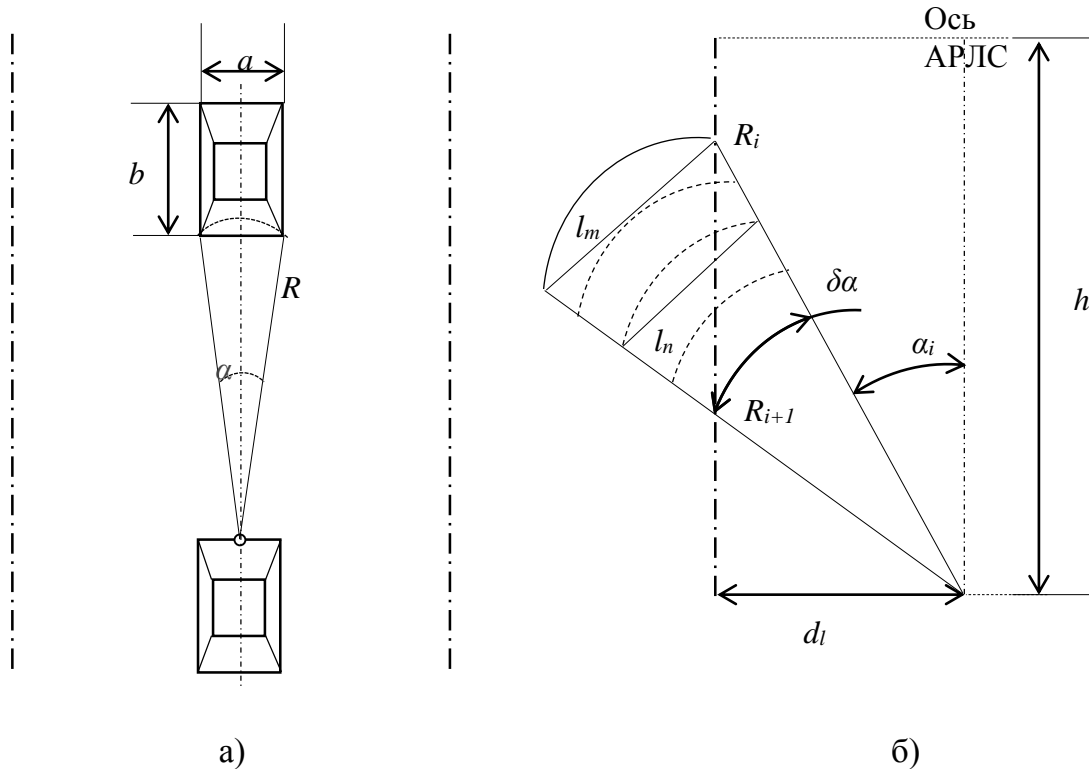 a
b
R
α
а)
Ось
АРЛС
R_i
l_m
δα
h
l_n
α_i
R_{i+1}
d_l
б)